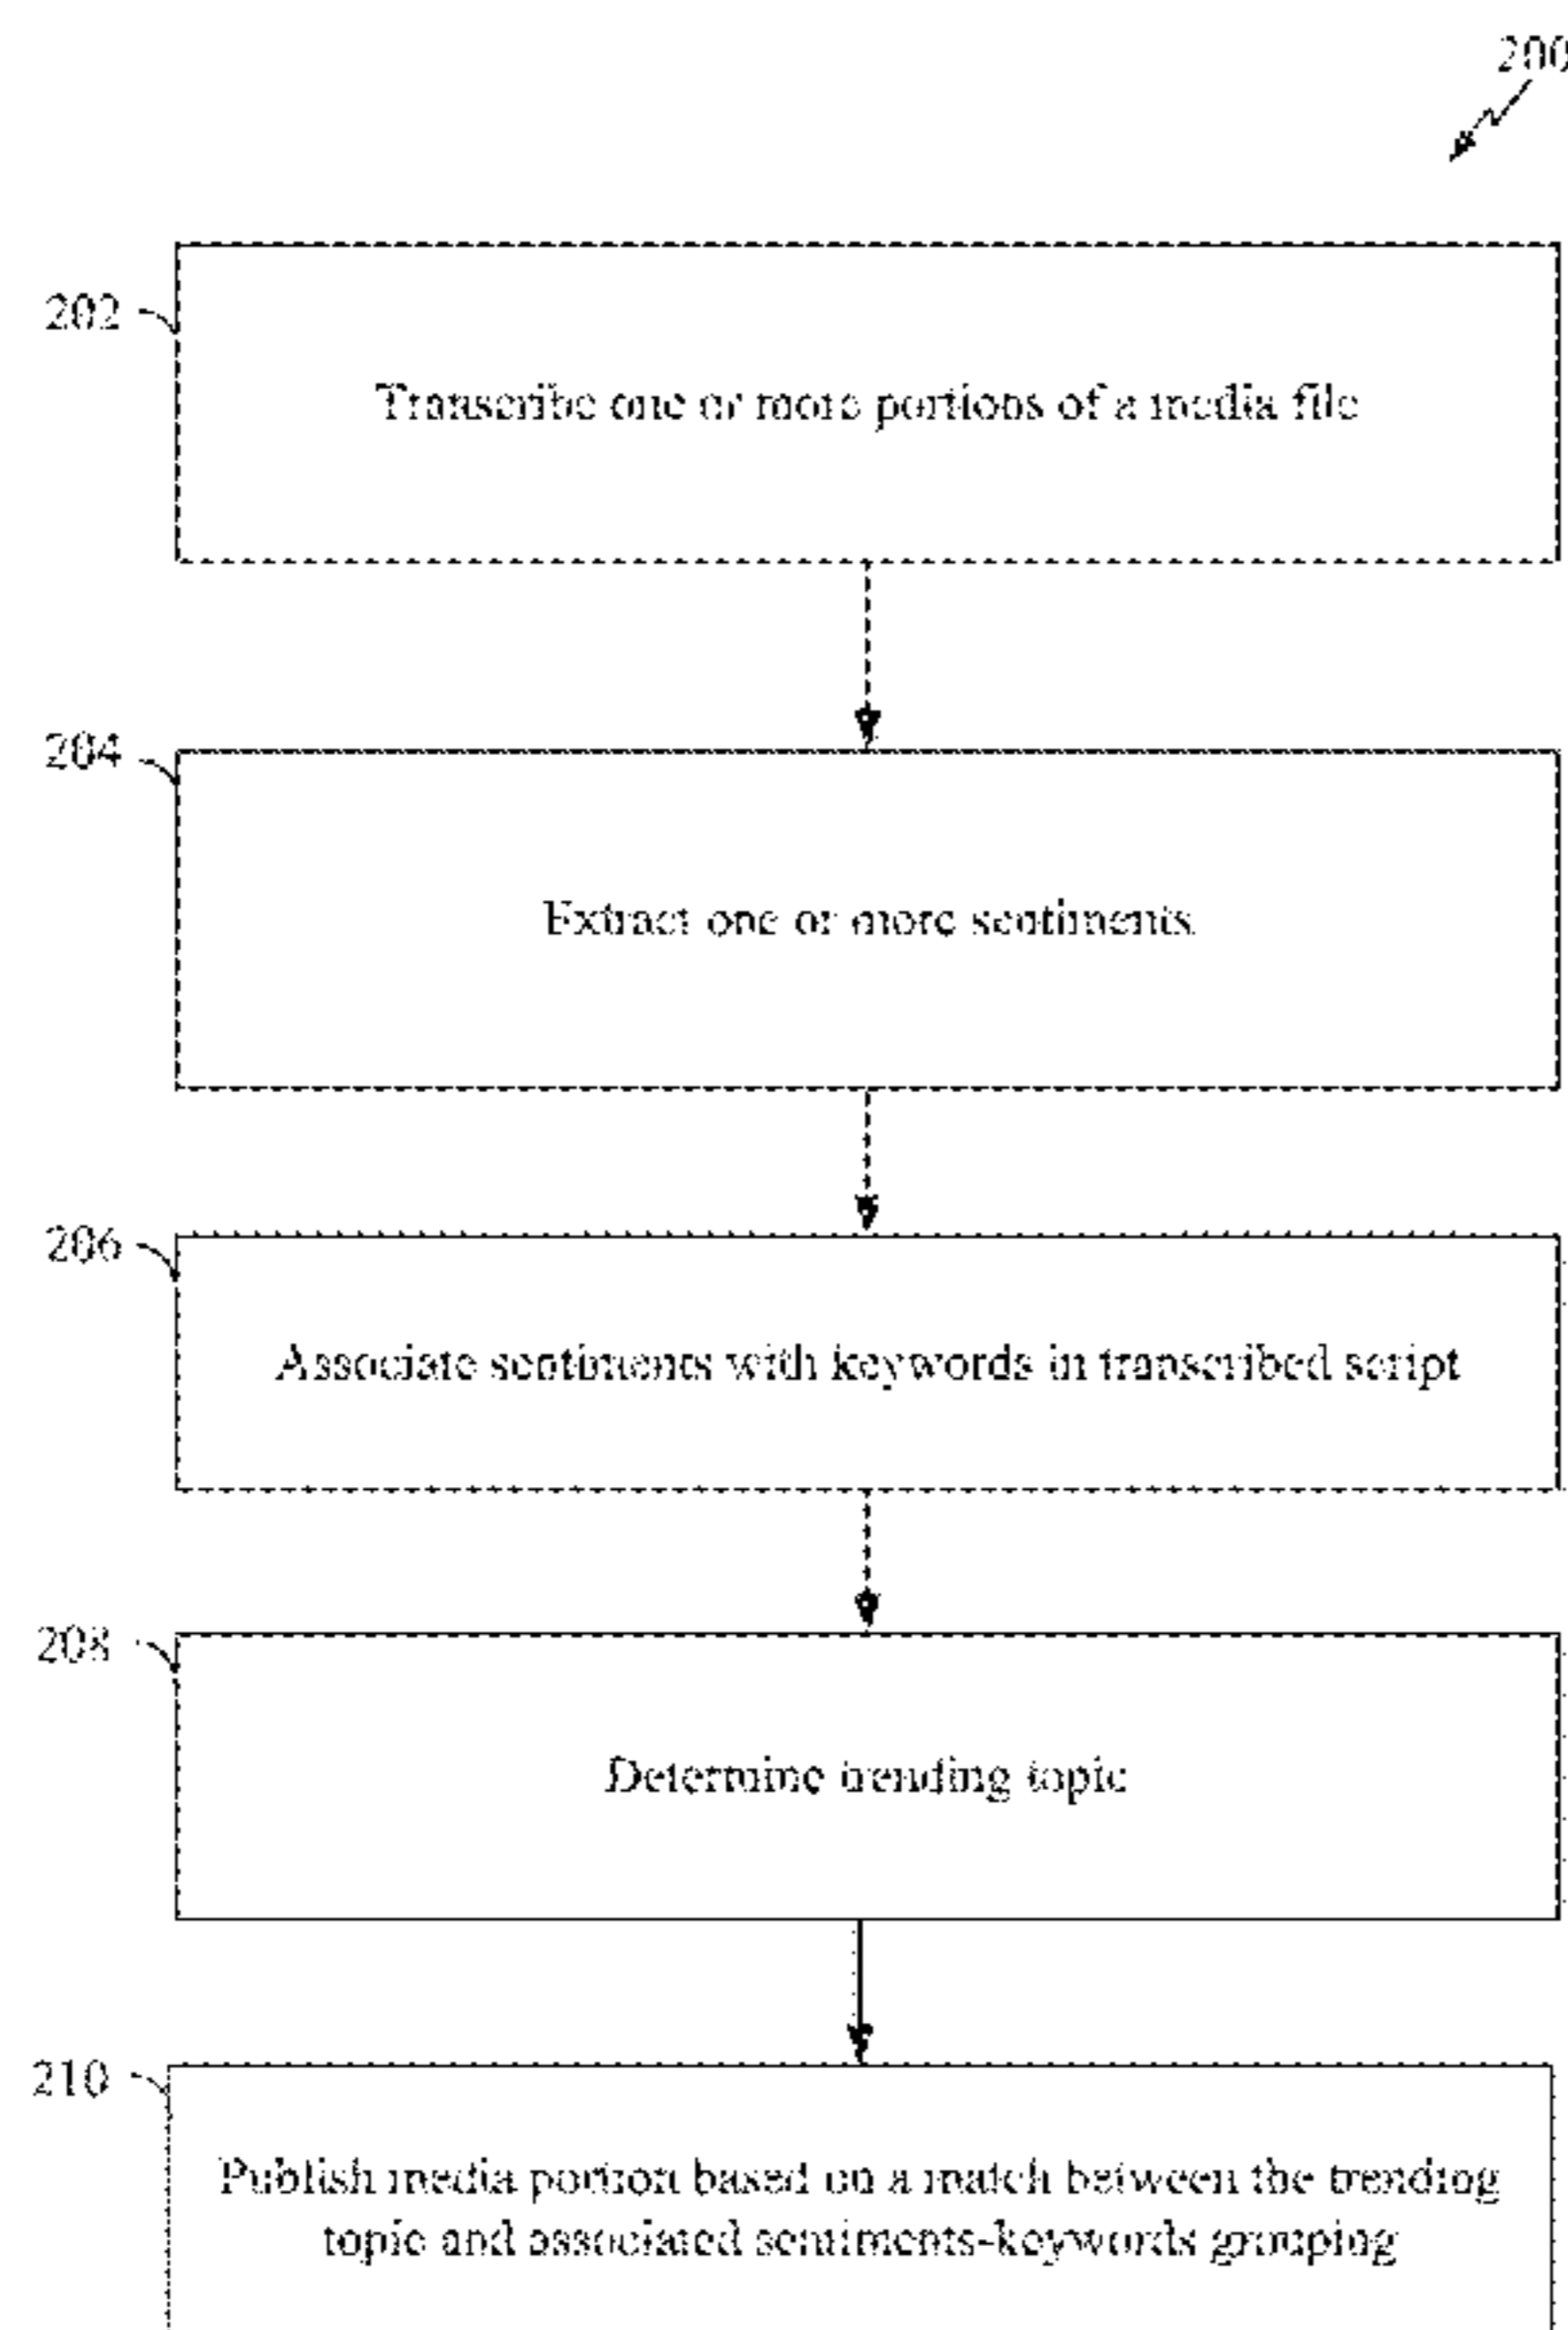 200
202
Transcribe one or more portions of a media file
204
Extract one or more sentiments
206
Associate sentiments with keywords in transcribed script
208
Determine trending topic
210
Publish media portion based on a match between the trending
topic and associated sentiments-keywords grouping